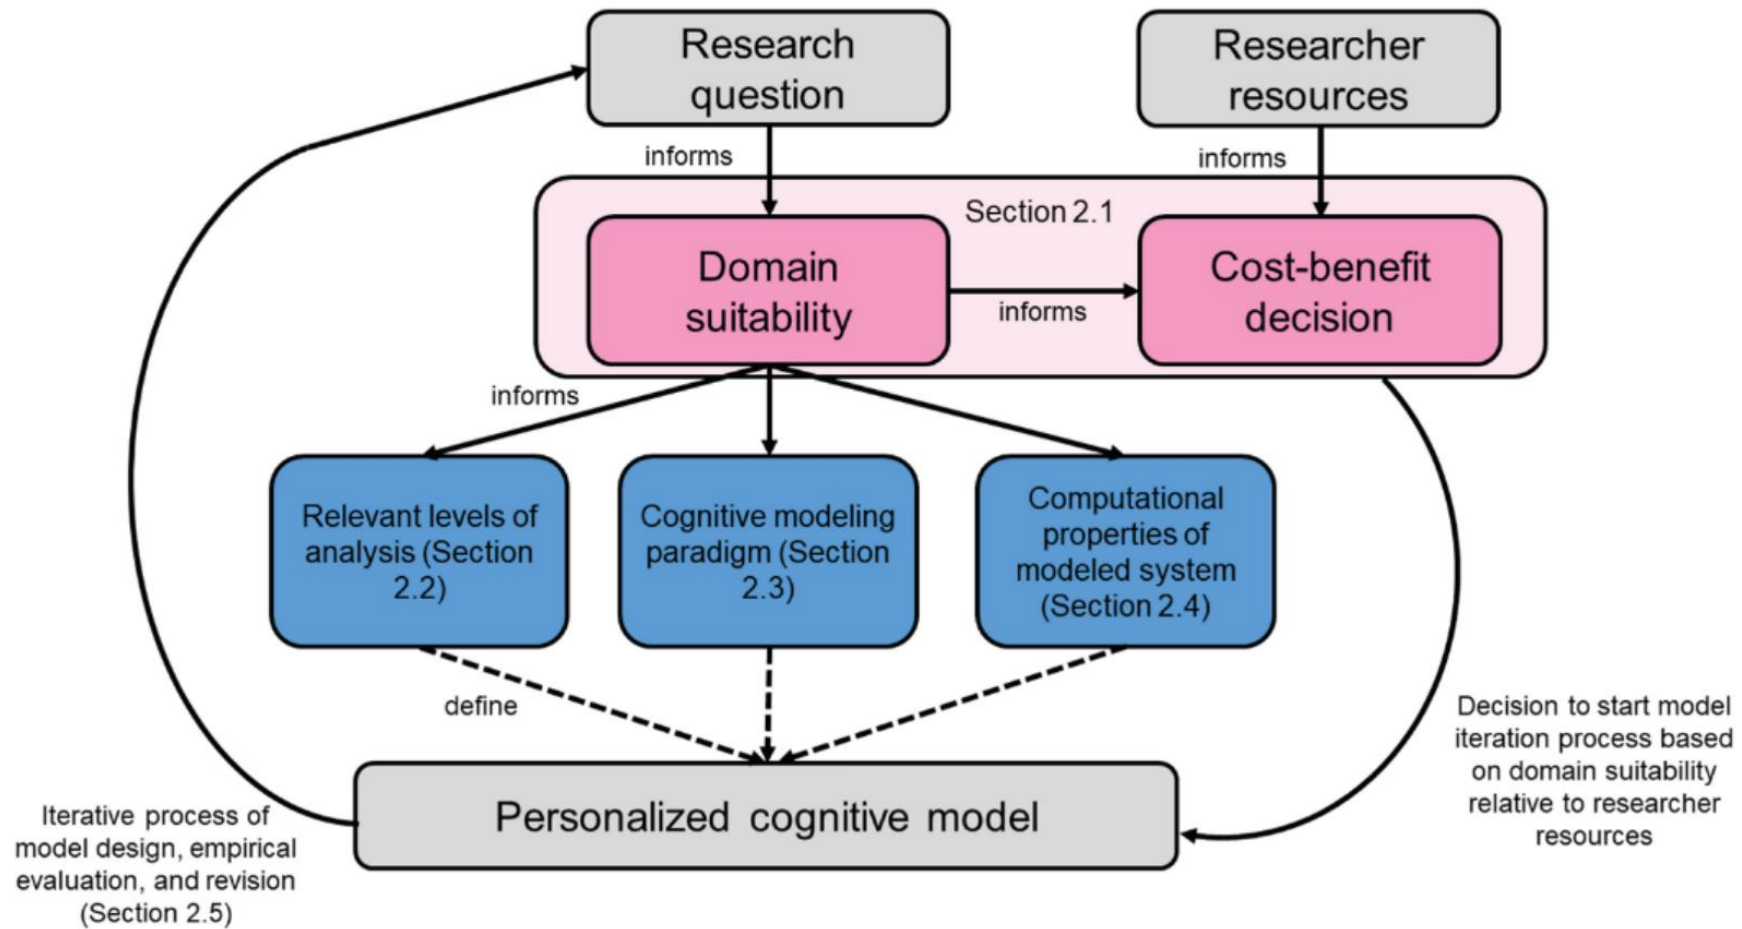 Research
question
Researcher
resources
informs
informs
Section 2.1
Domain
suitability
informs
Cost-benefit
decision
informs
Relevant levels of
analysis (Section
2.2)
Cognitive modeling
paradigm (Section
2.3)
Computational
properties of
modeled system
(Section 2.4)
define
Personalized cognitive model
Iterative process of
model design, empirical
evaluation, and revision
(Section 2.5)
Decision to start model
iteration process based
on domain suitability
relative to researcher
resources